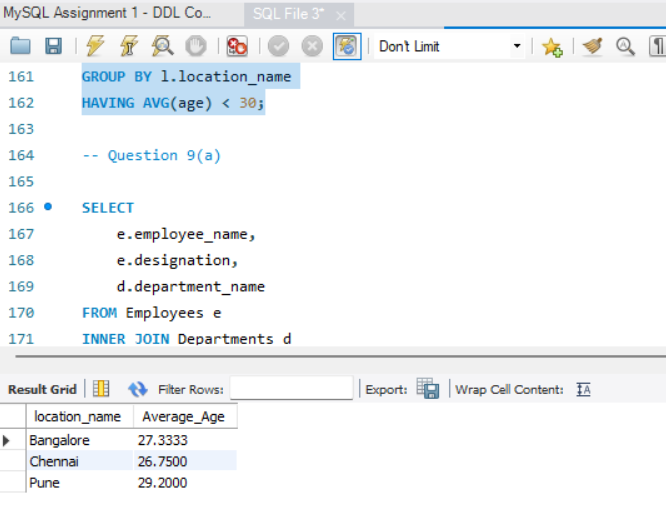 MySQL Assignment 1 - DDL Co...
SQL File 3*
Don't Limit
161 GROUP BY l.location_name
162 HAVING AVG(age) < 30;
163
164 -- Question 9(a)
165
166 SELECT
167 e.employee_name,
168 e.designation,
169 d.department_name
170 FROM Employees e
171 INNER JOIN Departments d
Result Grid Filter Rows: Export: Wrap Cell Content:
location_name Average_Age
Bangalore 27.3333
Chennai 26.7500
Pune 29.2000